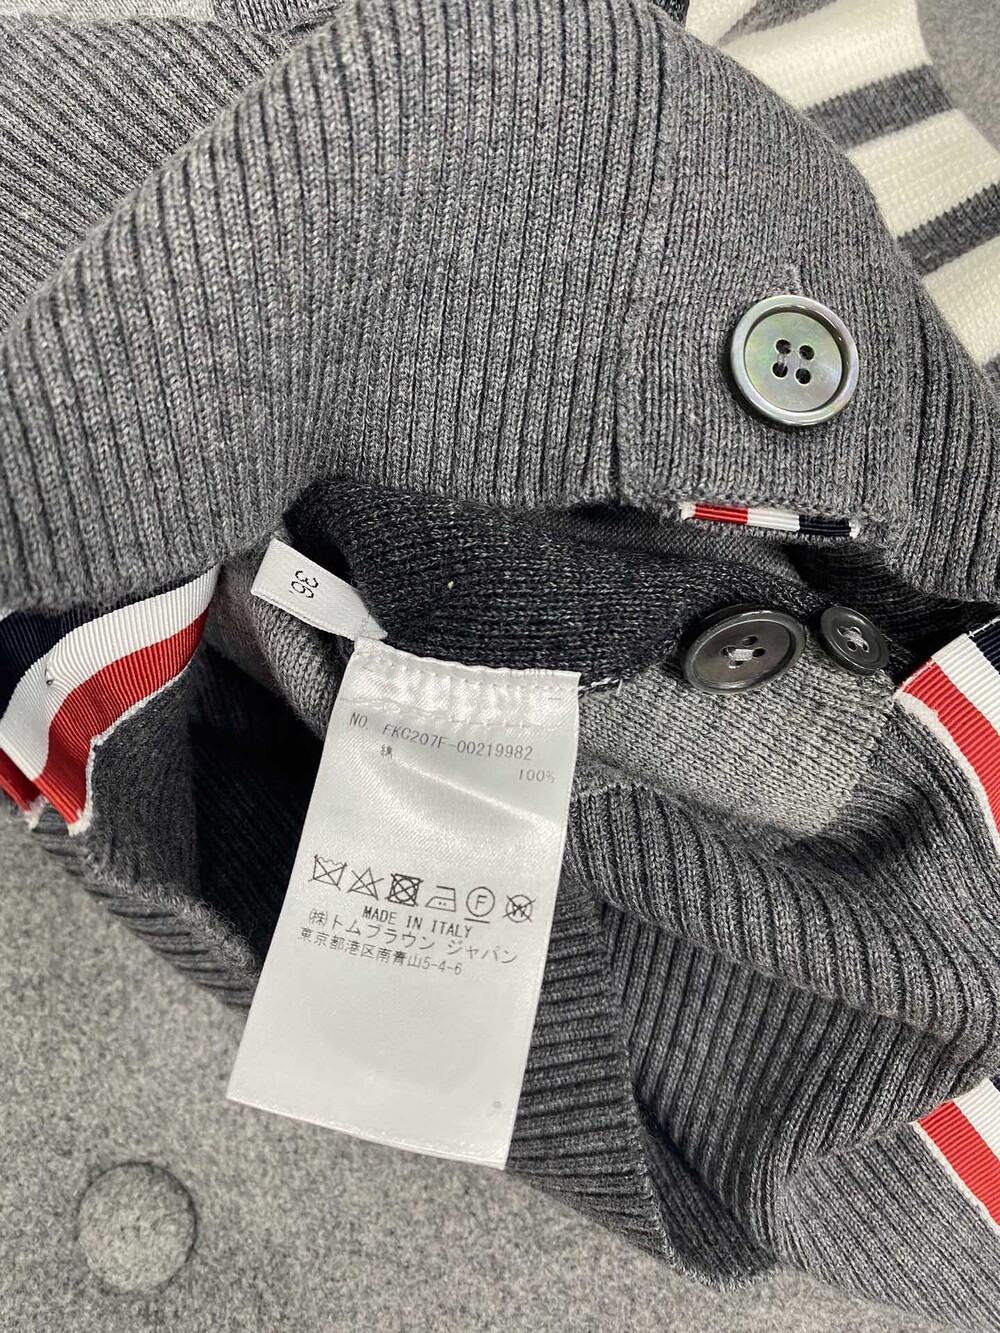 36
NO. FKC207F-00219982
綿
100%
F
W
MADE IN ITALY
㈱トムブラウン ジャパン
東京都港区南青山5-4-6